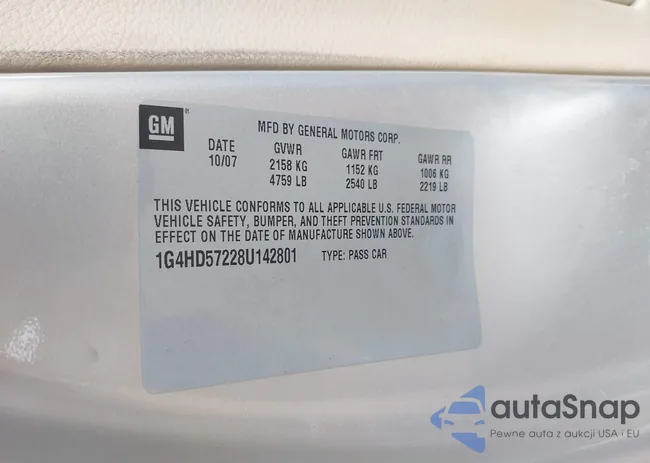 GM
MFD BY GENERAL MOTORS CORP.
DATE GVWR GAWR FRT GAWR RR
10/07 2158 KG 1152 KG 1006 KG
4759 LB 2540 LB 2219 LB
THIS VEHICLE CONFORMS TO ALL APPLICABLE U.S. FEDERAL MOTOR
VEHICLE SAFETY, BUMPER, AND THEFT PREVENTION STANDARDS IN
EFFECT ON THE DATE OF MANUFACTURE SHOWN ABOVE.
1G4HD57228U142801 TYPE: PASS CAR
autoSnap
Pewne auta z aukcji USA i EU